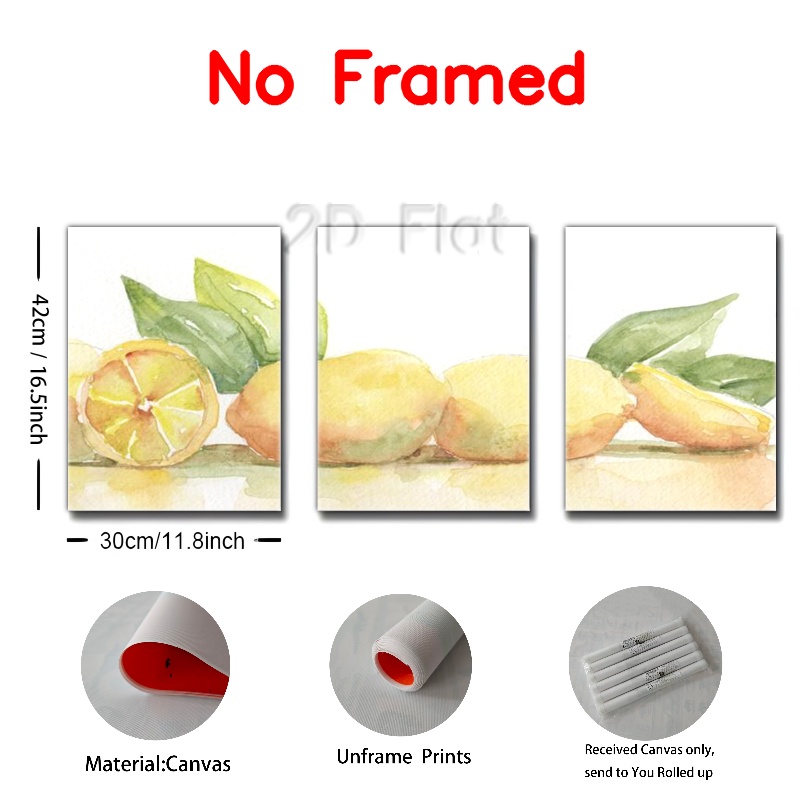 No Framed
2D Flat
42cm / 16.5inch
30cm/11.8inch
Material:Canvas
Unframe Prints
Received Canvas only,
send to You Rolled up